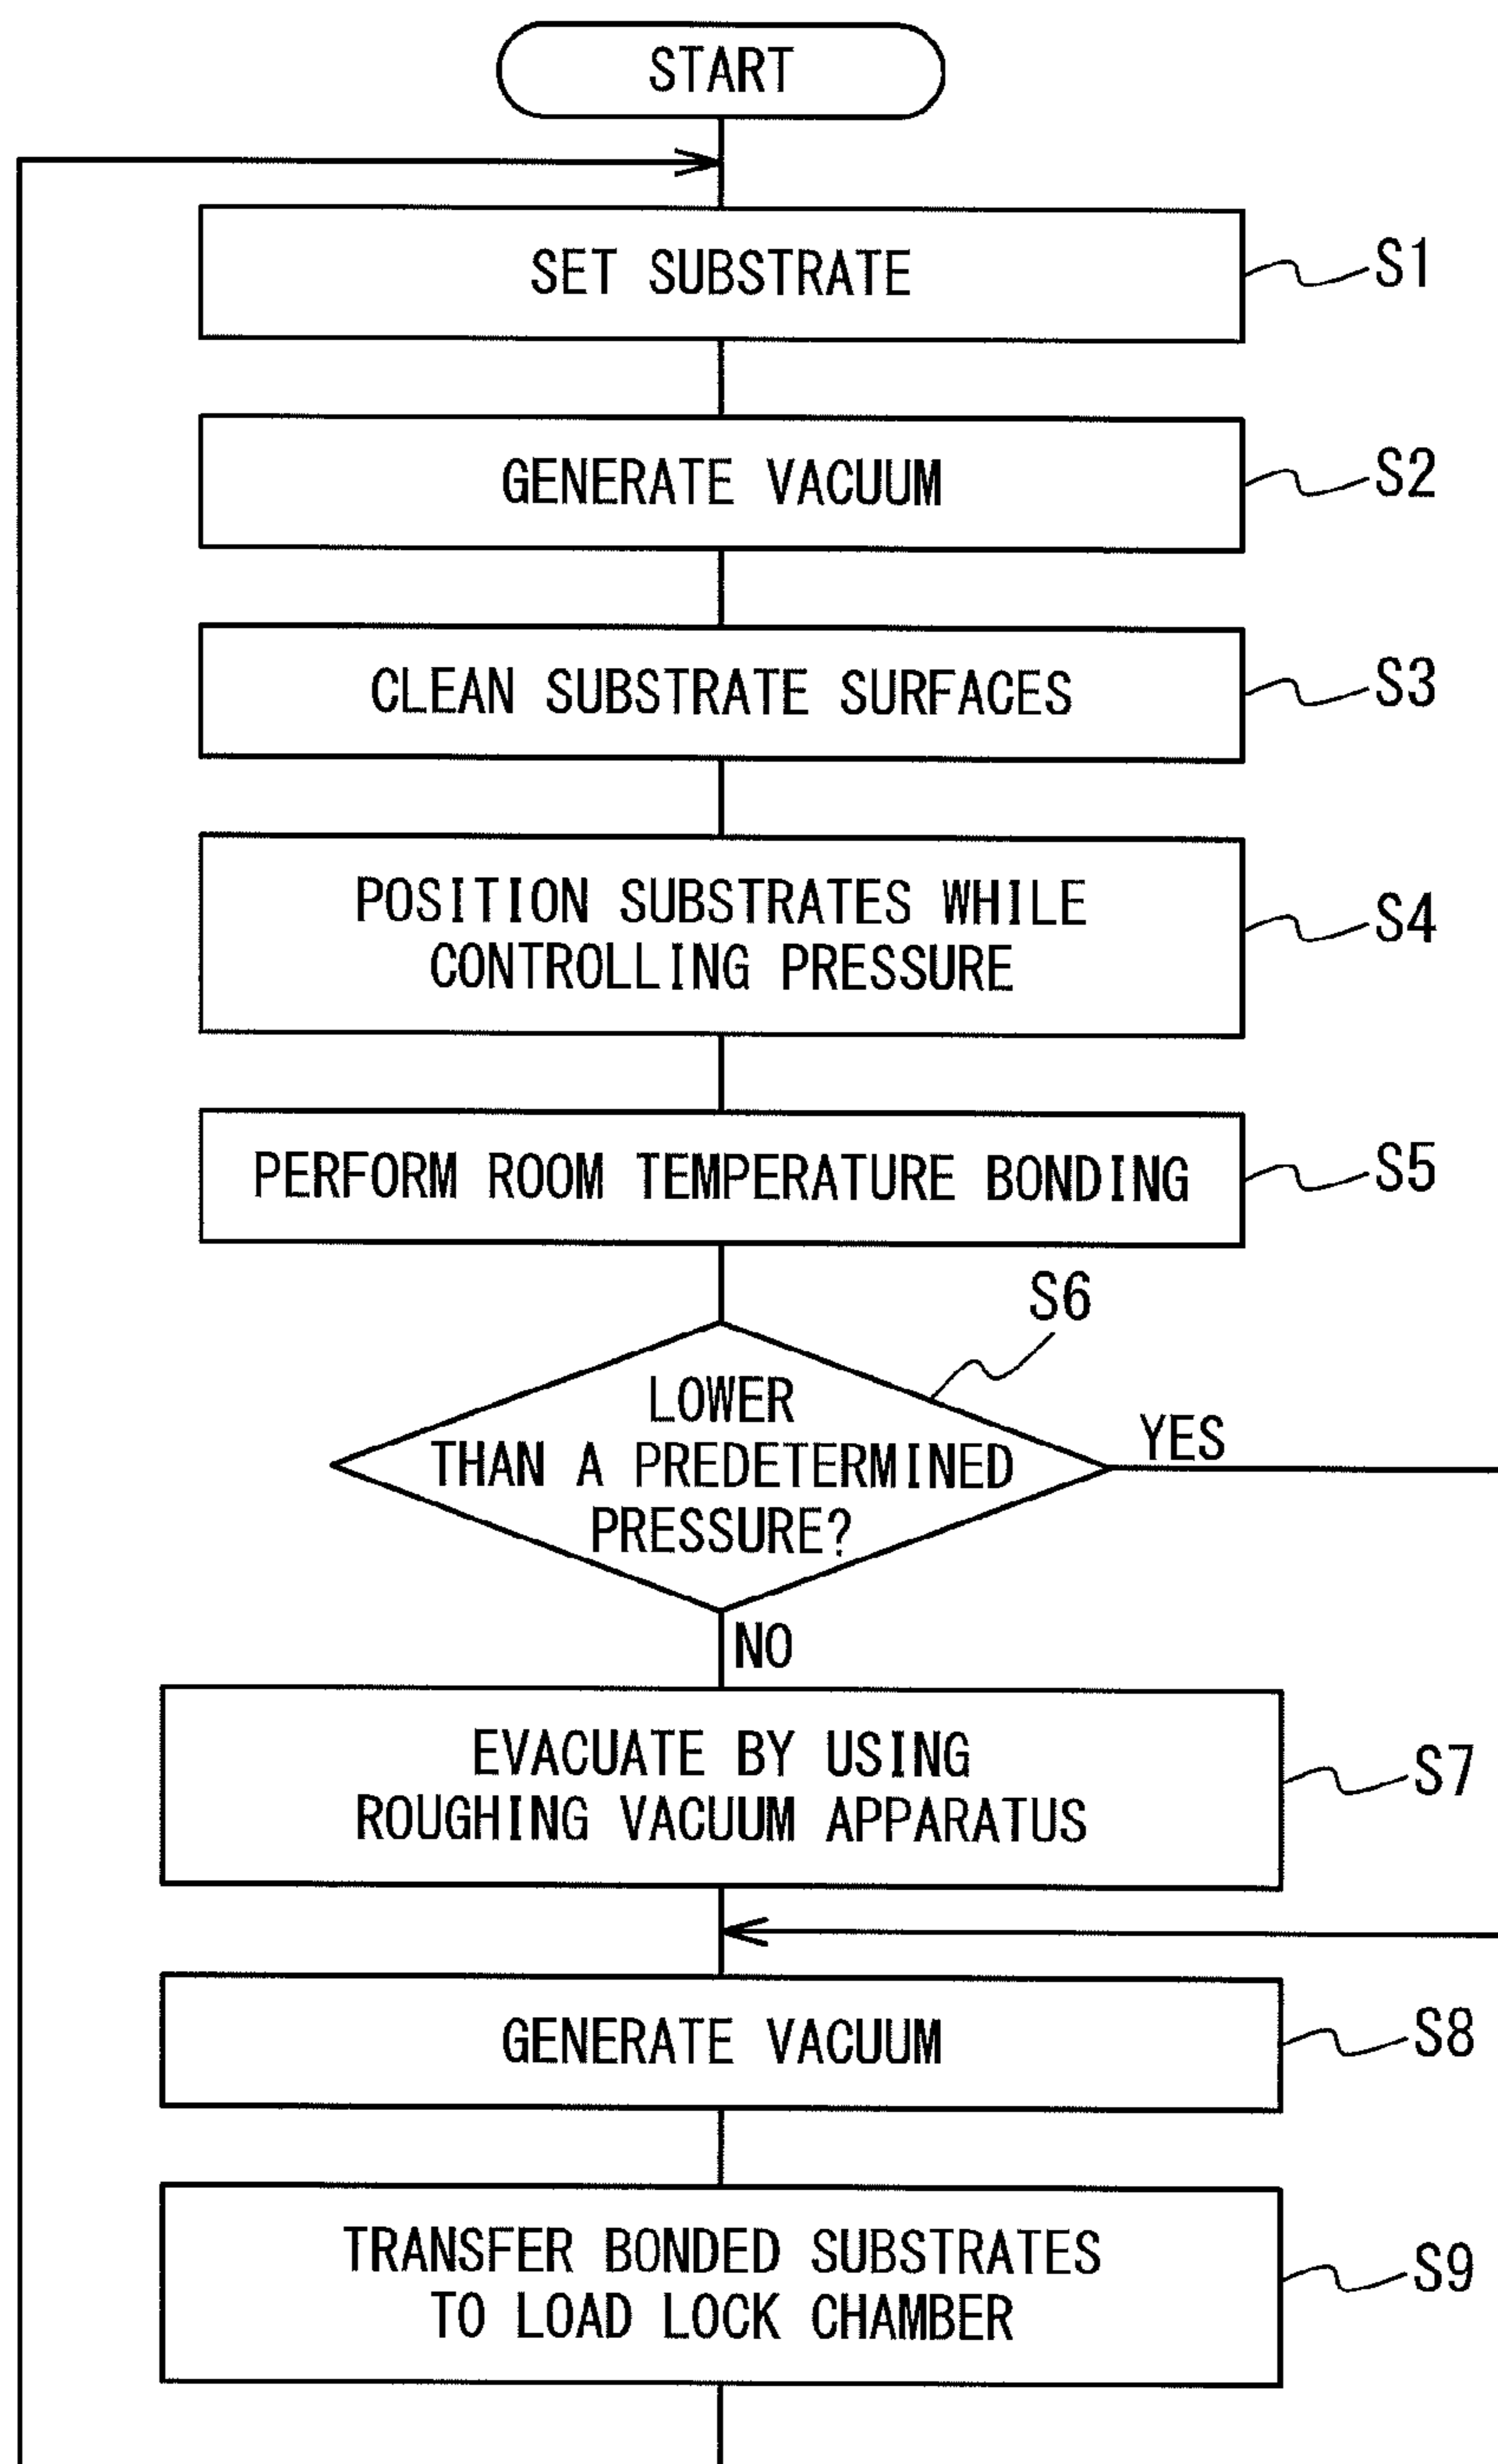 START
SET SUBSTRATE
S1
GENERATE VACUUM
S2
CLEAN SUBSTRATE SURFACES
S3
POSITION SUBSTRATES WHILE
CONTROLLING PRESSURE
S4
PERFORM ROOM TEMPERATURE BONDING
S5
S6
LOWER
THAN A PREDETERMINED
PRESSURE?
YES
NO
EVACUATE BY USING
ROUGHING VACUUM APPARATUS
S7
GENERATE VACUUM
S8
TRANSFER BONDED SUBSTRATES
TO LOAD LOCK CHAMBER
S9